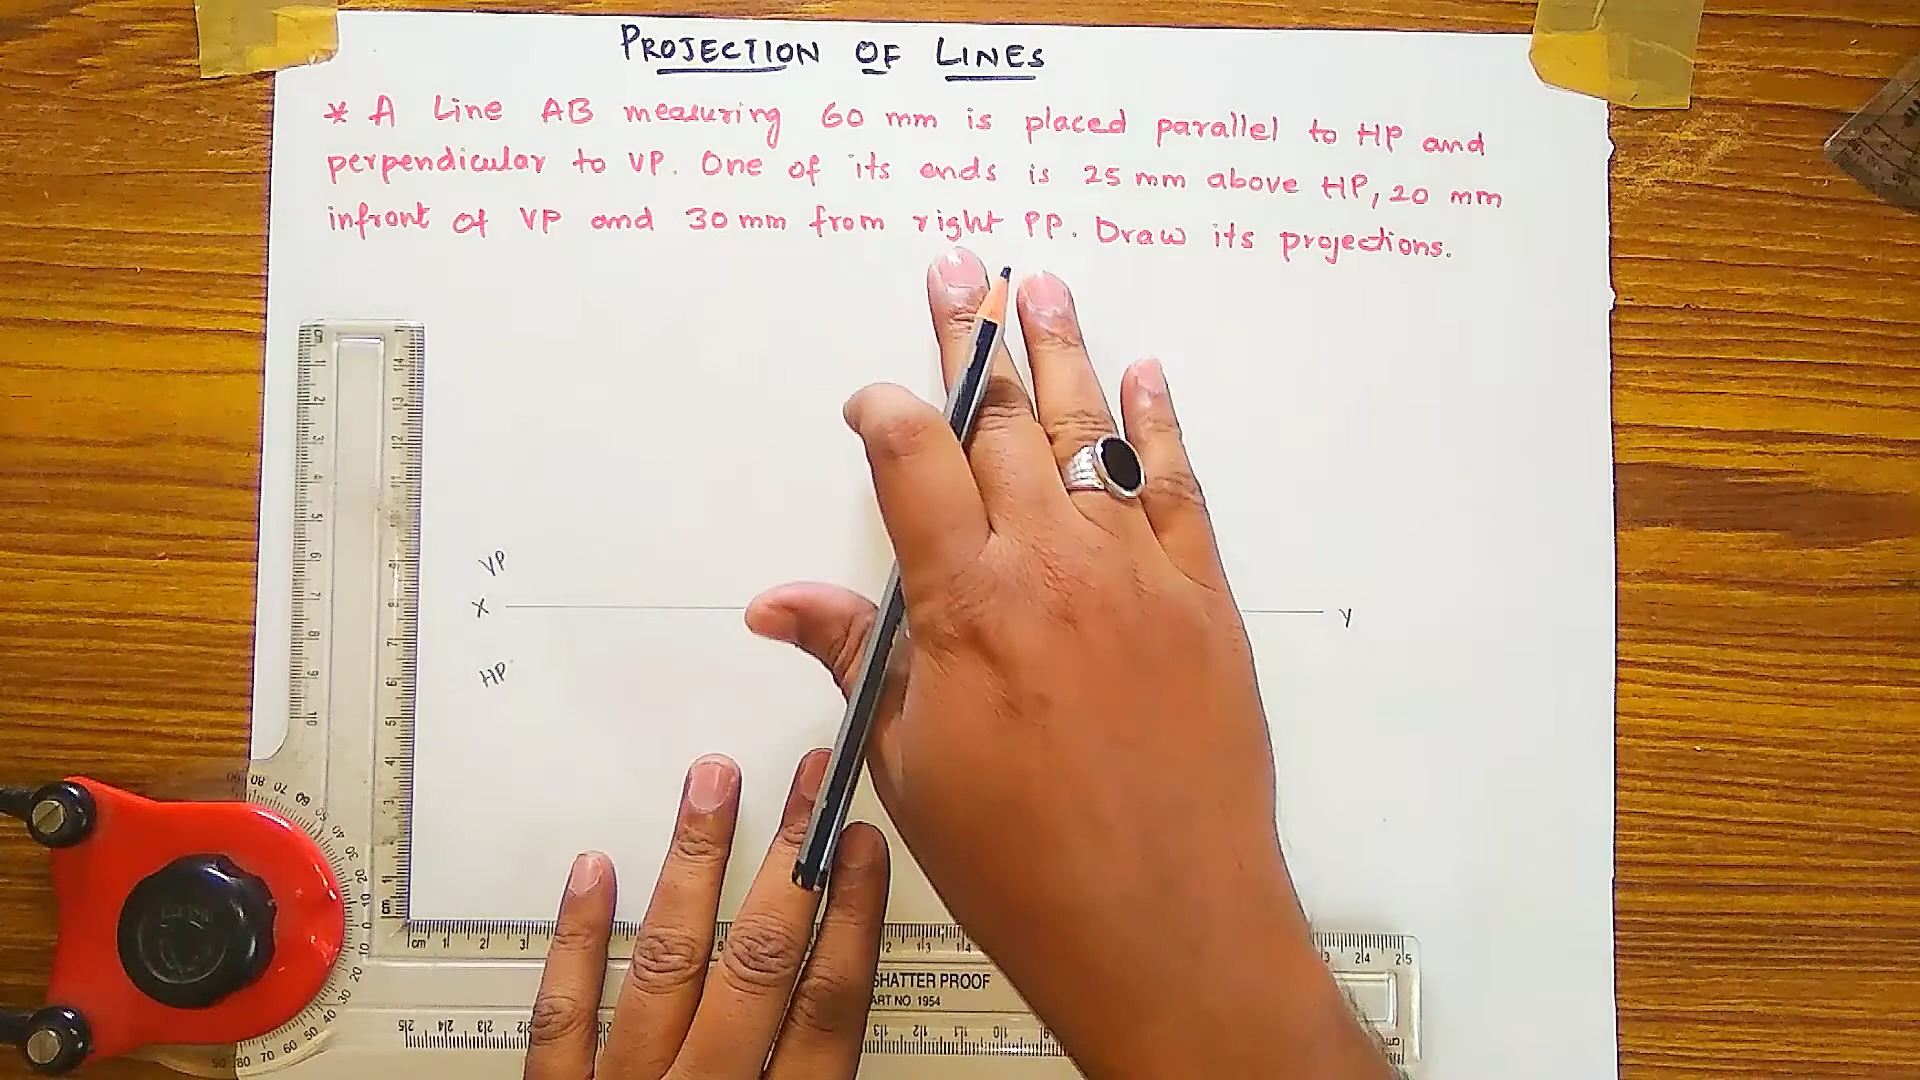 PROJECTION OF LINES
* A Line AB measuring 60 mm is placed parallel to HP and
perpendicular to VP. One of its ends is 25 mm above HP, 20 mm
infront of VP and 30 mm from right PP. Draw its projections.
VP
X
Y
HP
SHATTER PROOF
ART NO. 1954